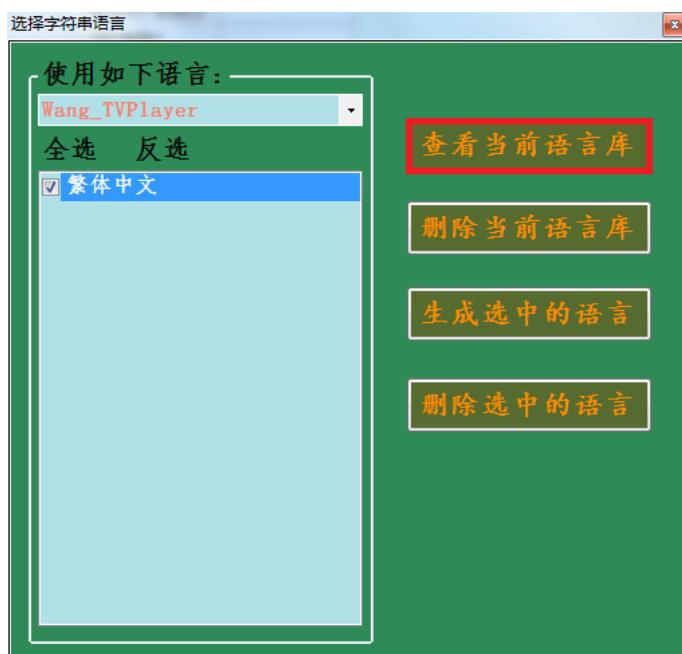 选择字符串语言
使用如下语言:
Wang_TVPlayer
全选 反选
繁体中文
查看当前语言库
删除当前语言库
生成选中的语言
删除选中的语言